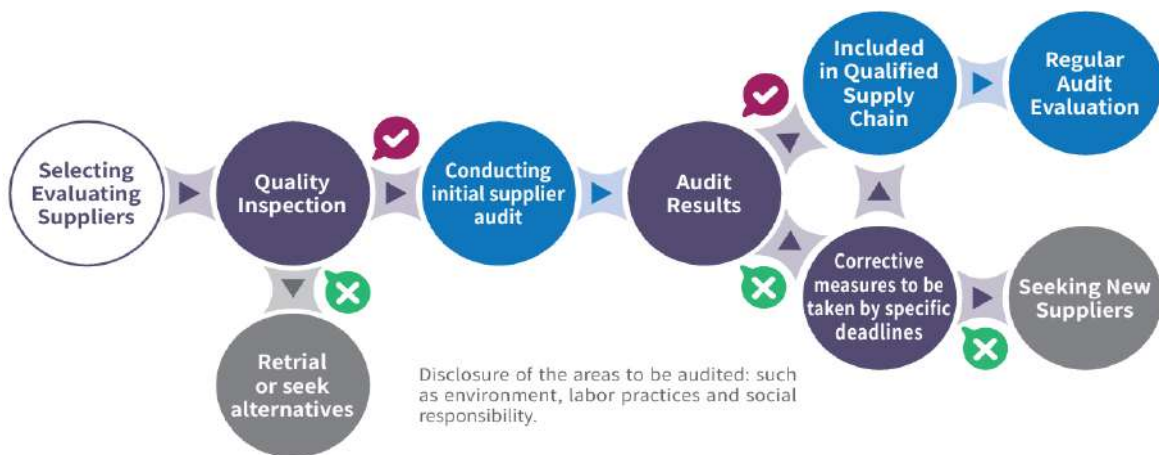 Selecting
Evaluating
Suppliers
Quality
Inspection
Retrial
or seek
alternatives
Conducting
initial supplier
audit
Audit
Results
Included
in Qualified
Supply
Chain
Regular
Audit
Evaluation
Corrective
measures to be
taken by specific
deadlines
Seeking New
Suppliers
Disclosure of the areas to be audited: such
as environment, labor practices and social
responsibility.